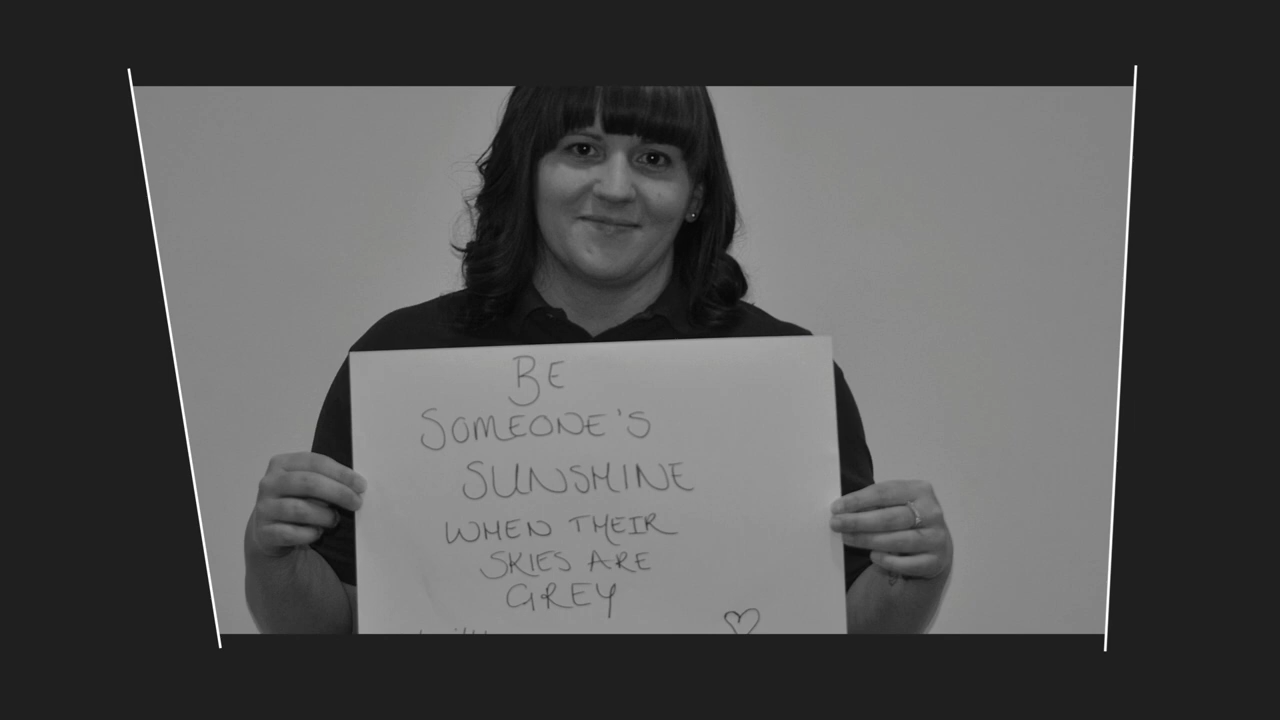 BE
SOMEONE'S
SUNSHINE
WHEN THEIR
SKIES ARE
GREY